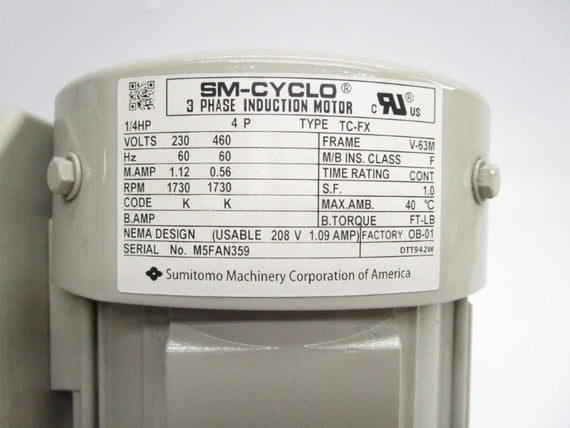 SM-CYCLO®
3 PHASE INDUCTION MOTOR
C RU® US
1/4HP 4 P TYPE TC-FX
VOLTS 230 460 FRAME V-63M
Hz 60 60 M/B INS. CLASS F
M.AMP 1.12 0.56 TIME RATING CONT
RPM 1730 1730 S.F. 1.0
CODE K K MAX.AMB. 40 ℃
B.AMP B.TORQUE FT-LB
NEMA DESIGN (USABLE 208 V 1.09 AMP) FACTORY OB-01
SERIAL No. M5FAN359 DTT942W
Sumitomo Machinery Corporation of America